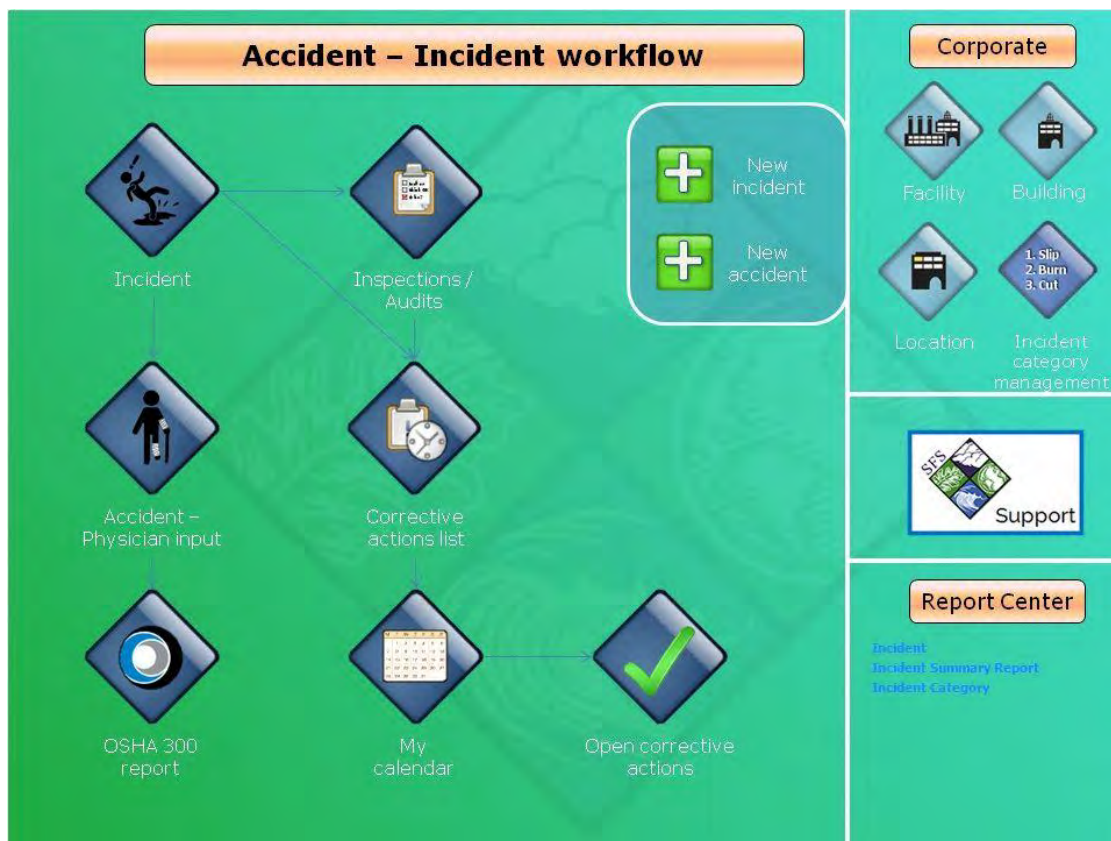 Accident – Incident workflow
Incident
Inspections /
Audits
New
incident
New
accident
Accident –
Physician input
Corrective
actions list
OSHA 300
report
My
calendar
Open corrective
actions
Corporate
Facility
Building
Location
1. Slip
2. Burn
3. Cut
Incident
category
management
SFS
Support
Report Center
Incident
Incident Summary Report
Incident Category